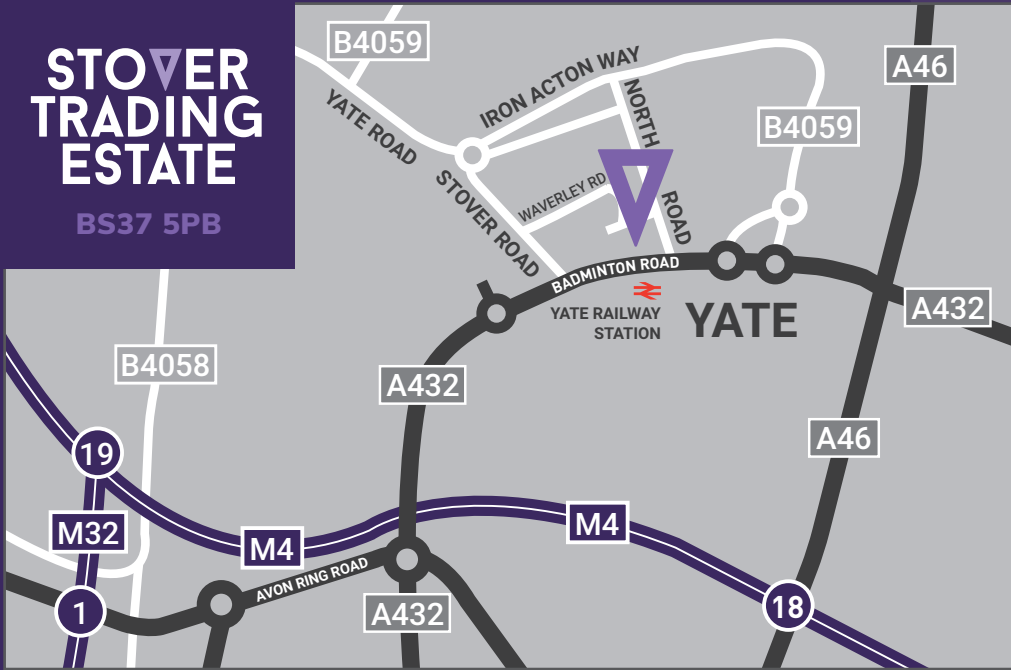 STOVER
TRADING
ESTATE
BS37 5PB
B4059
A46
IRON ACTON WAY
YATE ROAD
NORTH
ROAD
B4059
STOVER ROAD
WAVERLEY RD
BADMINTON ROAD
YATE RAILWAY
STATION
YATE
A432
B4058
A432
A46
19
M32
M4
M4
AVON RING ROAD
1
A432
18